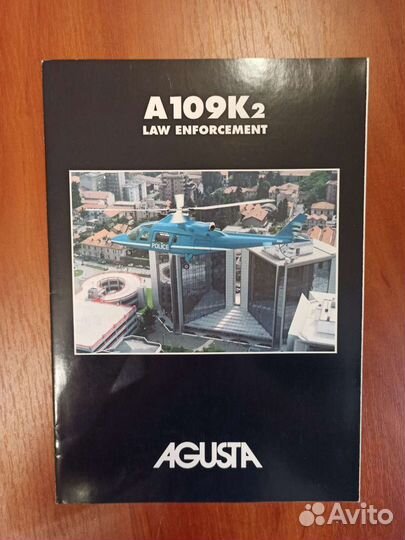 A109K2
LAW ENFORCEMENT
POLICE
AGUSTA
Avito